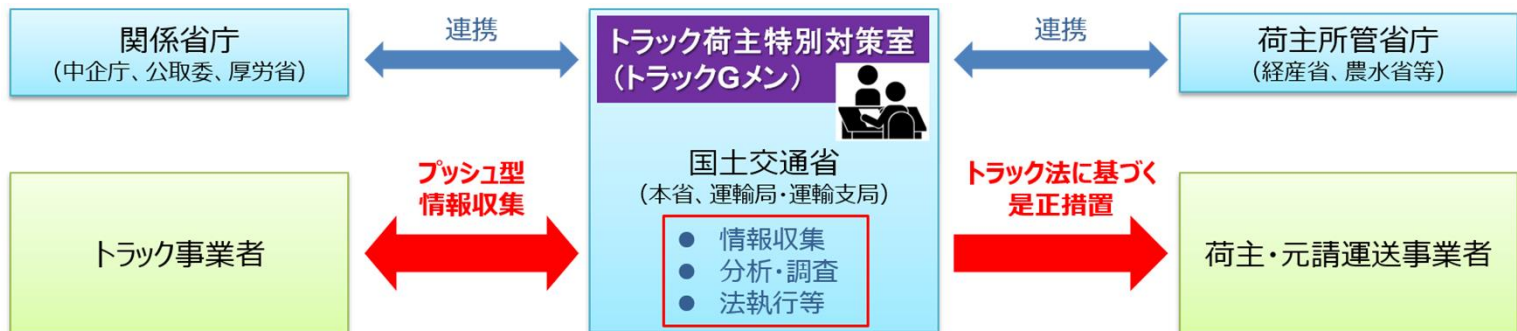 関係省庁
（中企庁、公取委、厚労省）
連携
トラック荷主特別対策室
（トラックGメン）
連携
荷主所管省庁
（経産省、農水省等）
トラック事業者
プッシュ型
情報収集
国土交通省
（本省、運輸局・運輸支局）
● 情報収集
● 分析・調査
● 法執行等
トラック法に基づく
是正措置
荷主・元請運送事業者